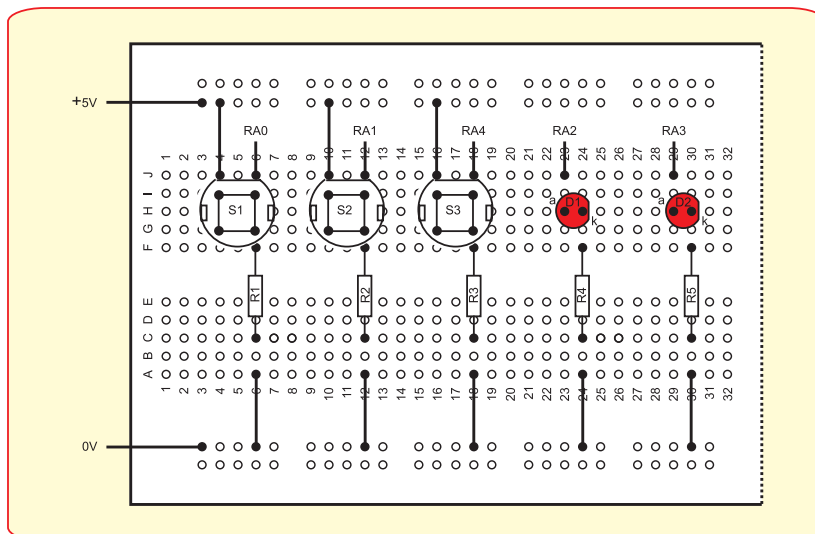 +5V
RA0 RA1 RA4 RA2 RA3
1 2 3 4 5 6 7 8 9 10 11 12 13 14 15 16 17 18 19 20 21 22 23 24 25 26 27 28 29 30 31 32
J
I
a D1 a D2
H S1 S2 S3
k k
G
F
E
R1 R2 R3 R4 R5
D
C
B
A
1 2 3 4 5 6 7 8 9 10 11 12 13 14 15 16 17 18 19 20 21 22 23 24 25 26 27 28 29 30 31 32
0V